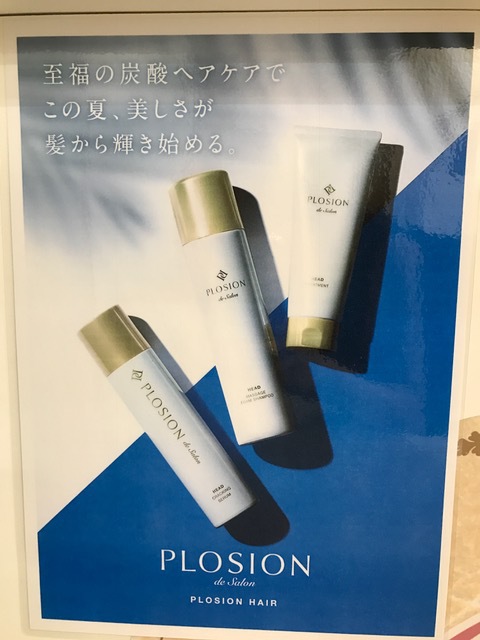 至福の炭酸ヘアケアで
この夏、美しさが
髪から輝き始める。
PLOSION
de Salon
HEAD
PLOSION
de Salon
HEAD
MASSAGE
FOAM SHAMPOO
PLOSION
de Salon
HEAD
SERUM
PLOSION
de Salon
PLOSION HAIR